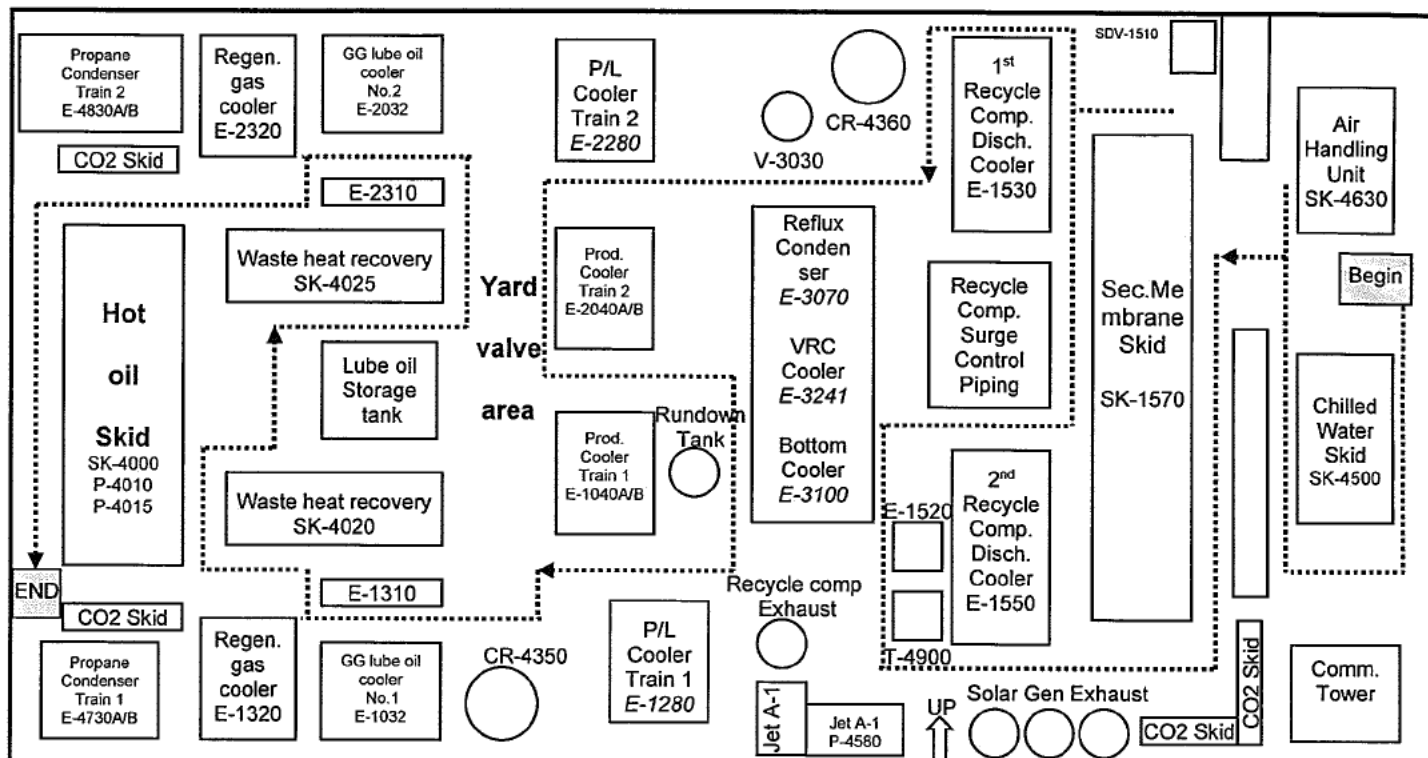 Propane
Condenser
Train 2
E-4830A/B
Regen.
gas
cooler
E-2320
GG lube oil
cooler
No.2
E-2032
P/L
Cooler
Train 2
E-2280
V-3030
CR-4360
1st
Recycle
Comp.
Disch.
Cooler
E-1530
SDV-1510
Air
Handling
Unit
SK-4630
CO2 Skid
E-2310
Waste heat recovery
SK-4025
Hot
oil
Skid
SK-4000
P-4010
P-4015
Yard
valve
area
Prod.
Cooler
Train 2
E-2040A/B
Reflux
Conden
ser
E-3070
VRC
Cooler
E-3241
Bottom
Cooler
E-3100
Recycle
Comp.
Surge
Control
Piping
Sec.Me
mbrane
Skid
SK-1570
Begin
Lube oil
Storage
tank
Chilled
Water
Skid
SK-4500
Prod.
Cooler
Train 1
E-1040A/B
Rundown
Tank
Waste heat recovery
SK-4020
E-1520
2nd
Recycle
Comp.
Disch.
Cooler
E-1550
END
CO2 Skid
E-1310
Recycle comp
Exhaust
T-4900
Propane
Condenser
Train 1
E-4730A/B
Regen.
gas
cooler
E-1320
GG lube oil
cooler
No.1
E-1032
CR-4350
P/L
Cooler
Train 1
E-1280
Jet A-1
Jet A-1
P-4560
UP
Solar Gen Exhaust
CO2 Skid
CO2 Skid
Comm.
Tower